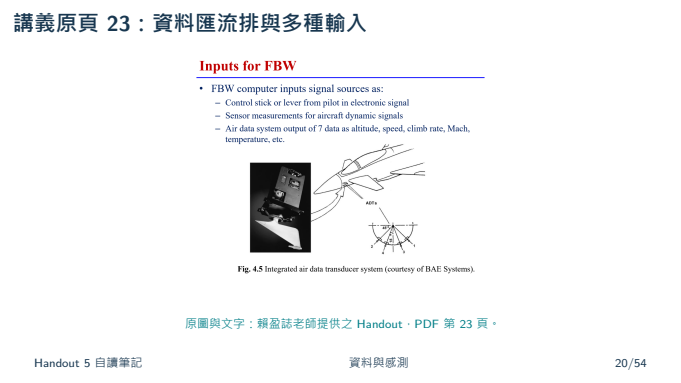 講義原頁 23：資料匯流排與多種輸入
Inputs for FBW
• FBW computer inputs signal sources as:
– Control stick or lever from pilot in electronic signal
– Sensor measurements for aircraft dynamic signals
– Air data system output of 7 data as altitude, speed, climb rate, Mach,
temperature, etc.
ADTs
Fig. 4.5 Integrated air data transducer system (courtesy of BAE Systems).
原圖與文字：賴盈誌老師提供之 Handout，PDF 第 23 頁。
Handout 5 自讀筆記
資料與感測
20/54